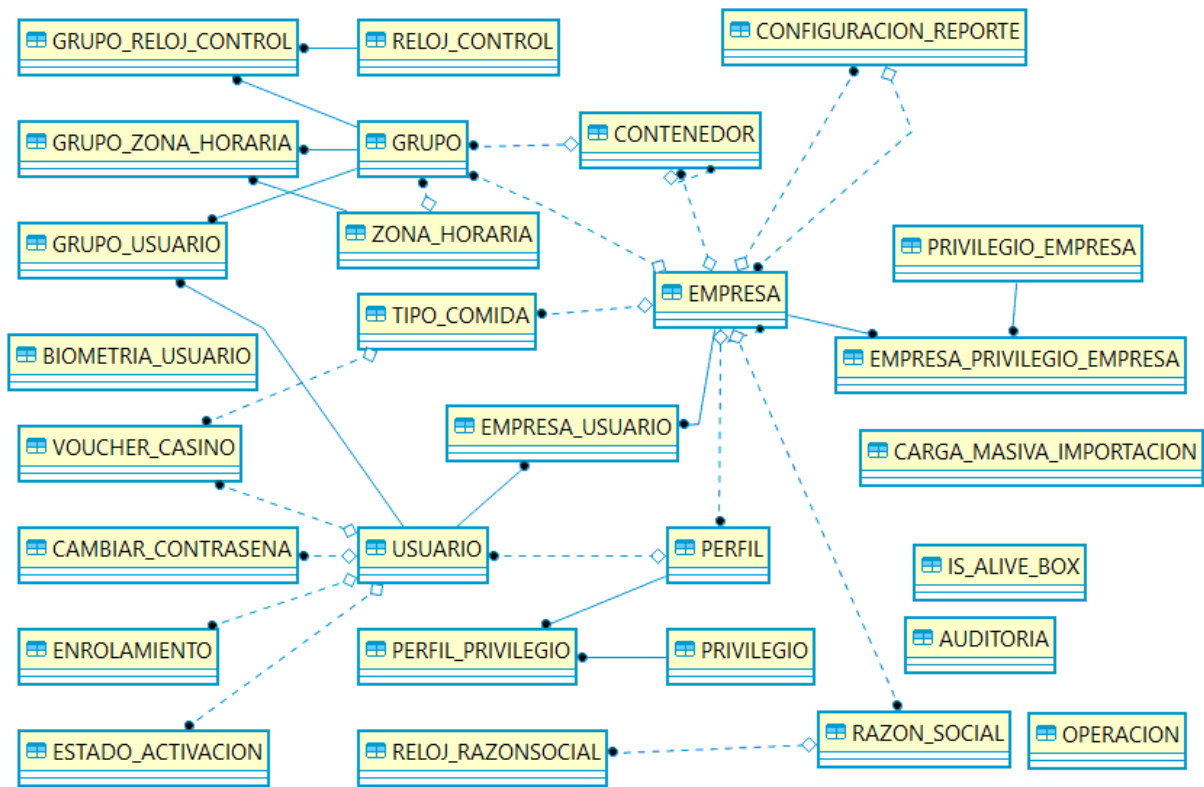 GRUPO_RELOJ_CONTROL
RELOJ_CONTROL
CONFIGURACION_REPORTE
GRUPO_ZONA_HORARIA
GRUPO
CONTENEDOR
GRUPO_USUARIO
ZONA_HORARIA
PRIVILEGIO_EMPRESA
EMPRESA
TIPO_COMIDA
BIOMETRIA_USUARIO
EMPRESA_PRIVILEGIO_EMPRESA
VOUCHER_CASINO
EMPRESA_USUARIO
CARGA_MASIVA_IMPORTACION
CAMBIAR_CONTRASENA
USUARIO
PERFIL
IS_ALIVE_BOX
ENROLAMIENTO
PERFIL_PRIVILEGIO
PRIVILEGIO
AUDITORIA
ESTADO_ACTIVACION
RELOJ_RAZONSOCIAL
RAZON_SOCIAL
OPERACION